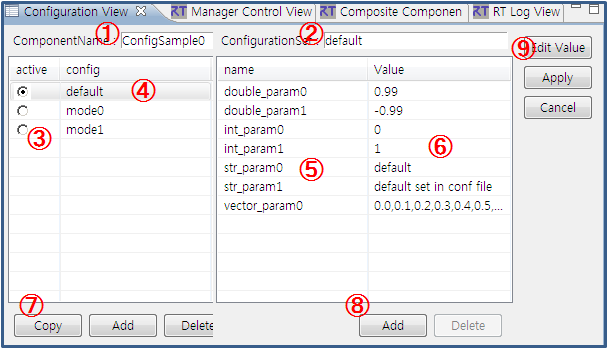 Configuration View RT Manager Control View RT Composite Componen RT RT Log View
① ② ⑨
ComponentName : ConfigSample0 ConfigurationSet : default Edit Value
active config name Value Apply
default ④ double_param0 0.99 Cancel
mode0 double_param1 -0.99
③ mode1 int_param0 0
int_param1 1 ⑥
str_param0 ⑤ default
str_param1 default set in conf file
vector_param0 0.0,0.1,0.2,0.3,0.4,0.5,...
⑦ ⑧
Copy Add Delete Add Delete